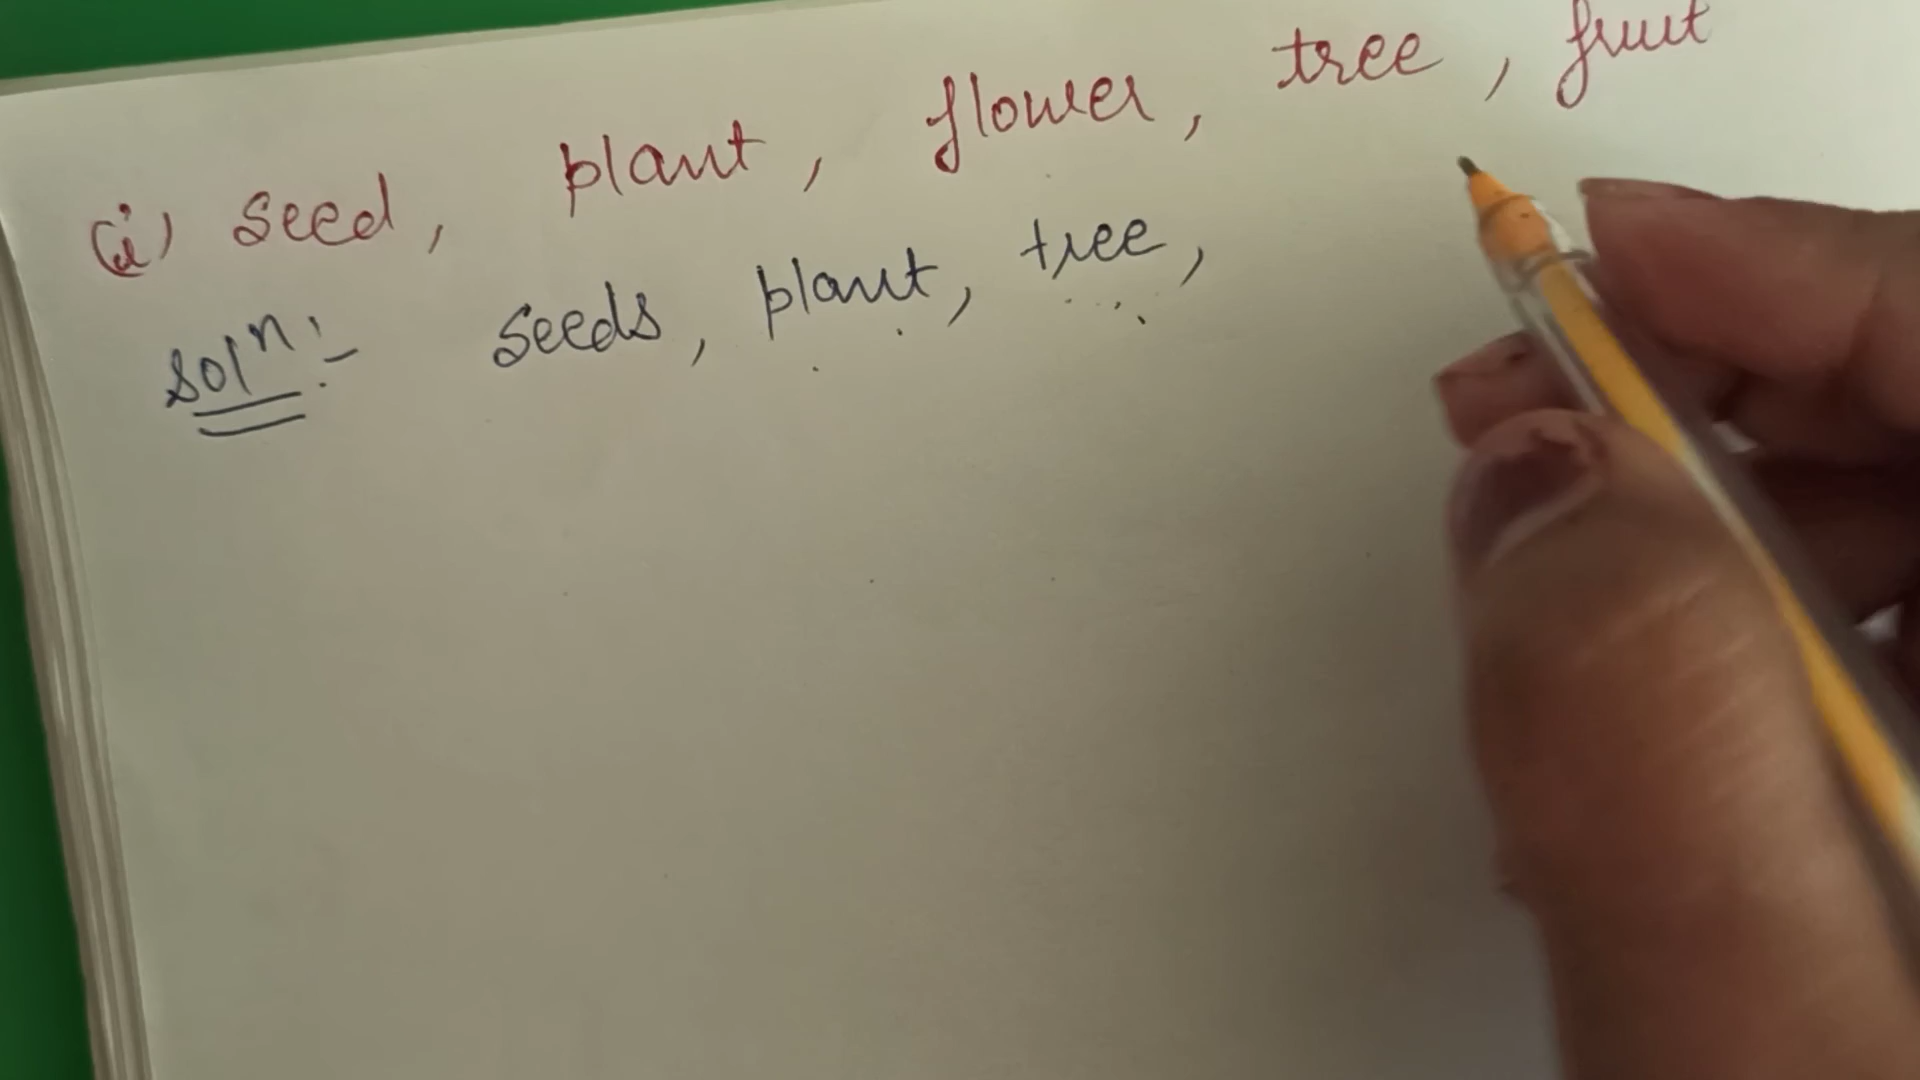 (i) seed, plant, flower, tree, fruit
Solⁿ:- seeds, plant, tree,